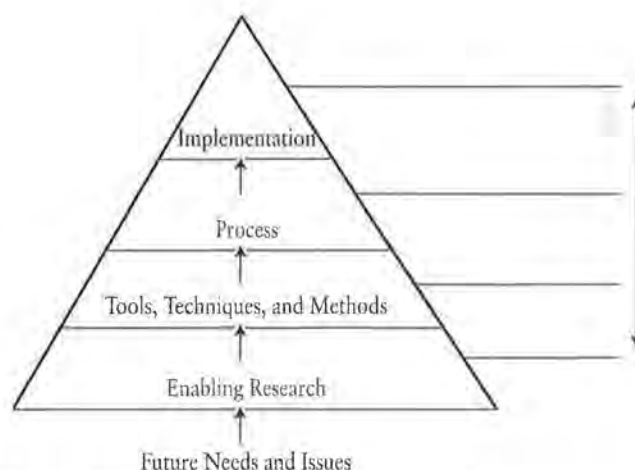 Implementation
Process
Tools, Techniques, and Methods
Enabling Research
Future Needs and Issues